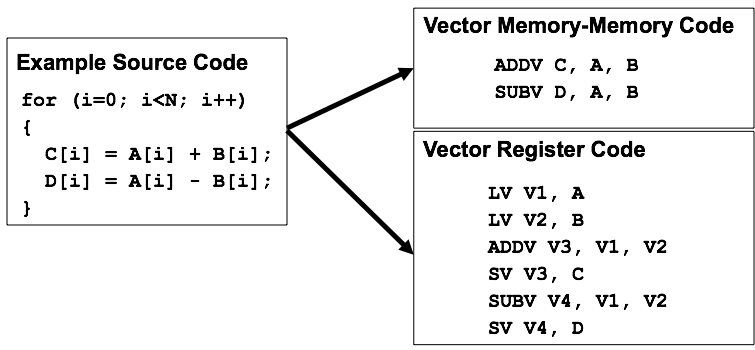 Example Source Code
for (i=0; i<N; i++)
{
C[i] = A[i] + B[i];
D[i] = A[i] - B[i];
}
Vector Memory-Memory Code
ADDV C, A, B
SUBV D, A, B
Vector Register Code
LV V1, A
LV V2, B
ADDV V3, V1, V2
SV V3, C
SUBV V4, V1, V2
SV V4, D